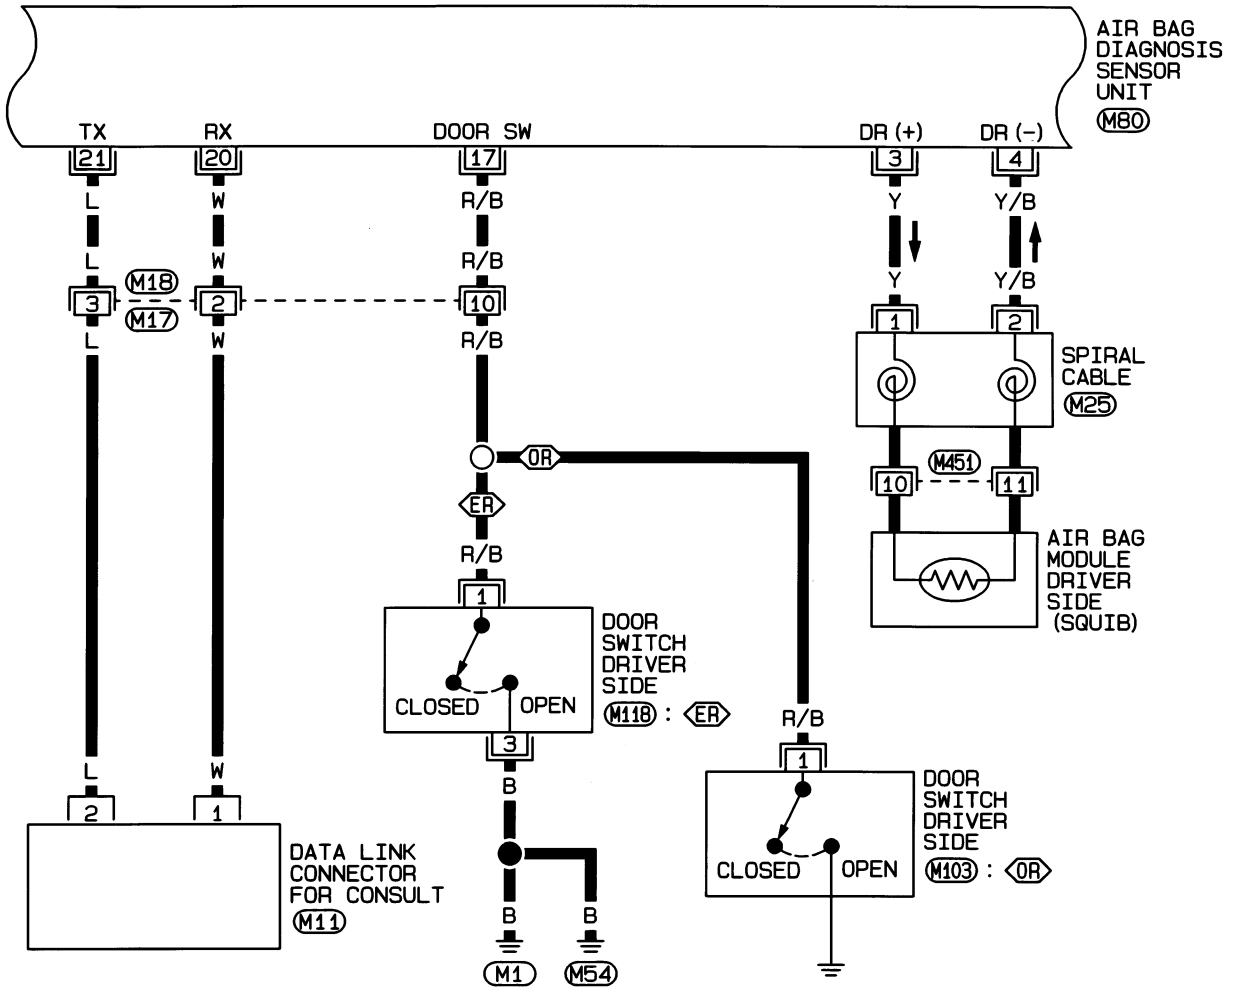 AIR BAG
DIAGNOSIS
SENSOR
UNIT
M80
TX RX DOOR SW DR (+) DR (-)
21 20 17 3 4
L W R/B Y Y/B
L W R/B Y Y/B
M18
3 2 10 1 2
M17
L W R/B
SPIRAL
CABLE
M25
OR
M451
10 11
ER
R/B
AIR BAG
MODULE
DRIVER
SIDE
(SQUIB)
1
DOOR
SWITCH
DRIVER
SIDE
CLOSED OPEN
M118 : ER
R/B
3
1
L W B
DOOR
SWITCH
DRIVER
SIDE
2 1
CLOSED OPEN
M103 : OR
DATA LINK
CONNECTOR
FOR CONSULT
M11
B B
M1 M54